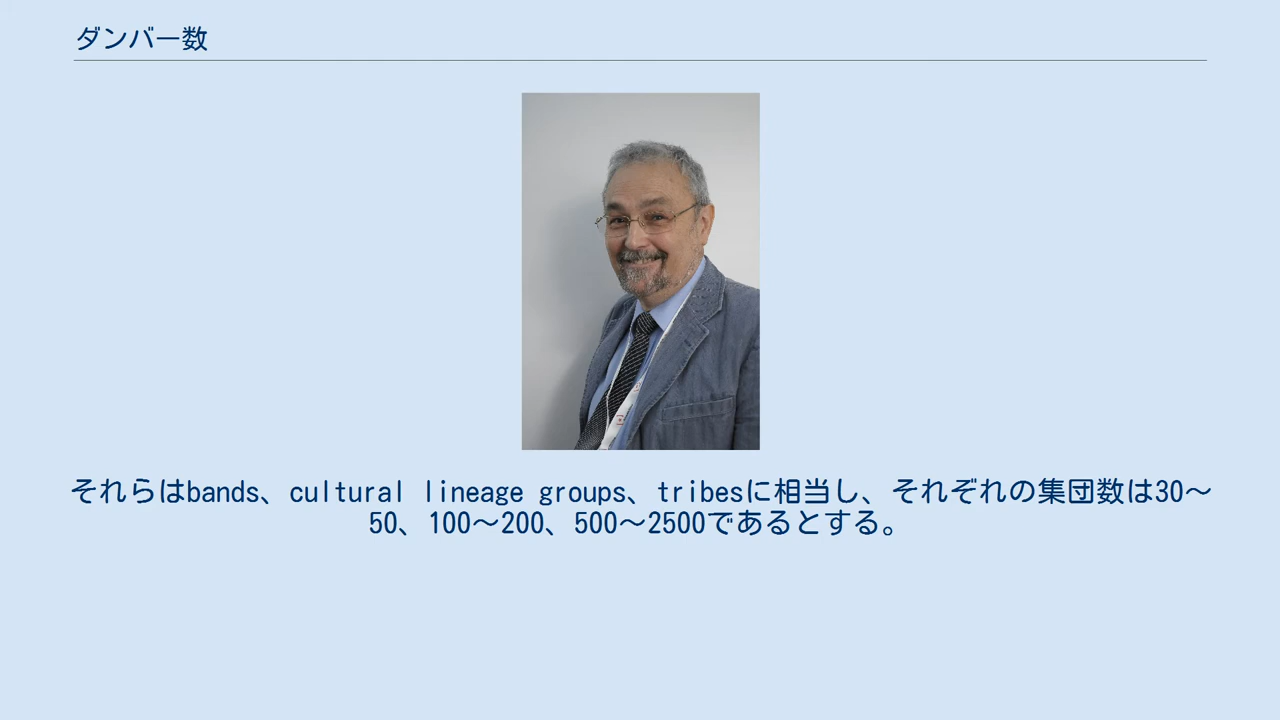 ダンバー数
それらはbands、cultural lineage groups、tribesに相当し、それぞれの集団数は30～
50、100～200、500～2500であるとする。